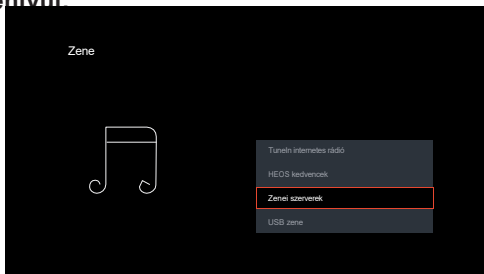 Zene
TuneIn internetes rádió
HEOS kedvencek
Zenei szerverek
USB zene